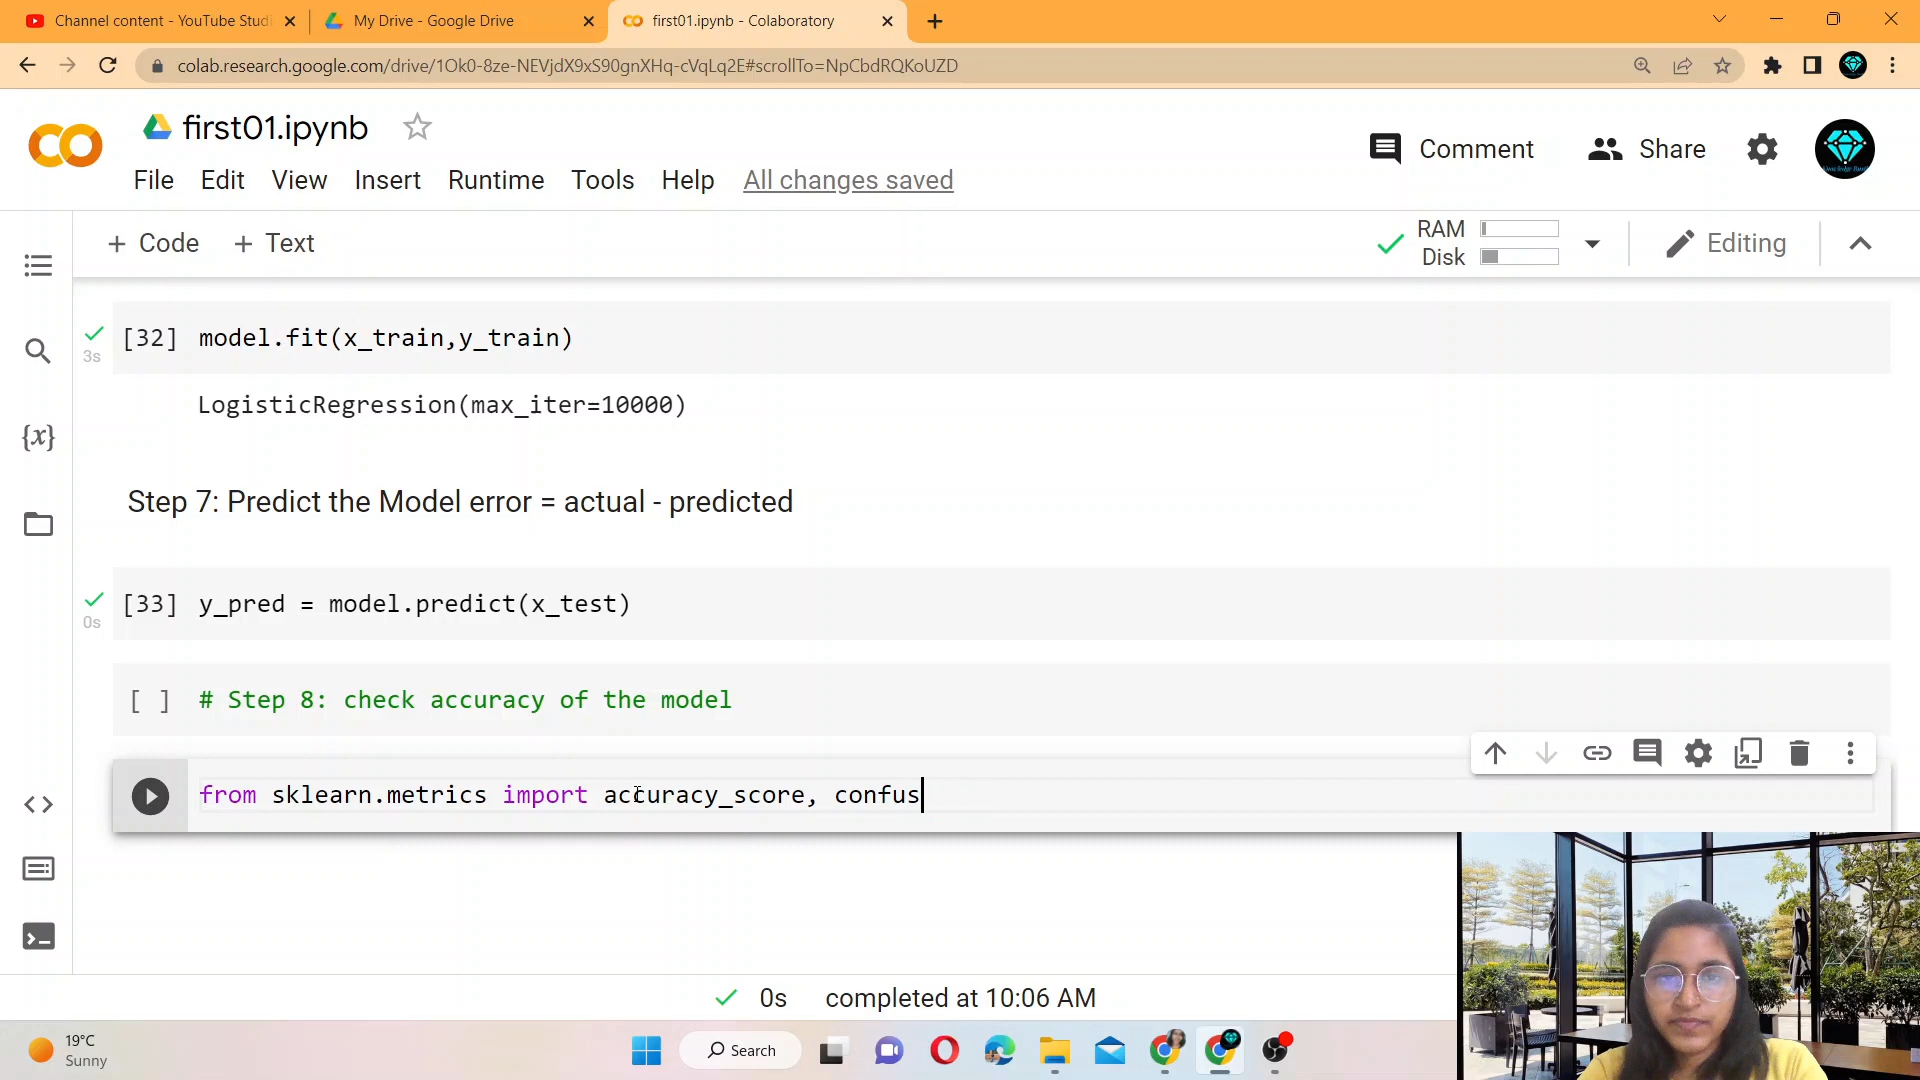 Channel content - YouTube Studi
My Drive - Google Drive
first01.ipynb - Colaboratory
colab.research.google.com/drive/1Ok0-8ze-NEVjdX9xS90gnXHq-cVqLq2E#scrollTo=NpCbdRQKoUZD
first01.ipynb
Comment
Share
File Edit View Insert Runtime Tools Help All changes saved
+ Code + Text
RAM
Disk
Editing
[32] model.fit(x_train,y_train)
3s
LogisticRegression(max_iter=10000)
{x}
Step 7: Predict the Model error = actual - predicted
[33] y_pred = model.predict(x_test)
0s
[ ] # Step 8: check accuracy of the model
from sklearn.metrics import accuracy_score, confus
0s completed at 10:06 AM
19°C
Sunny
Search